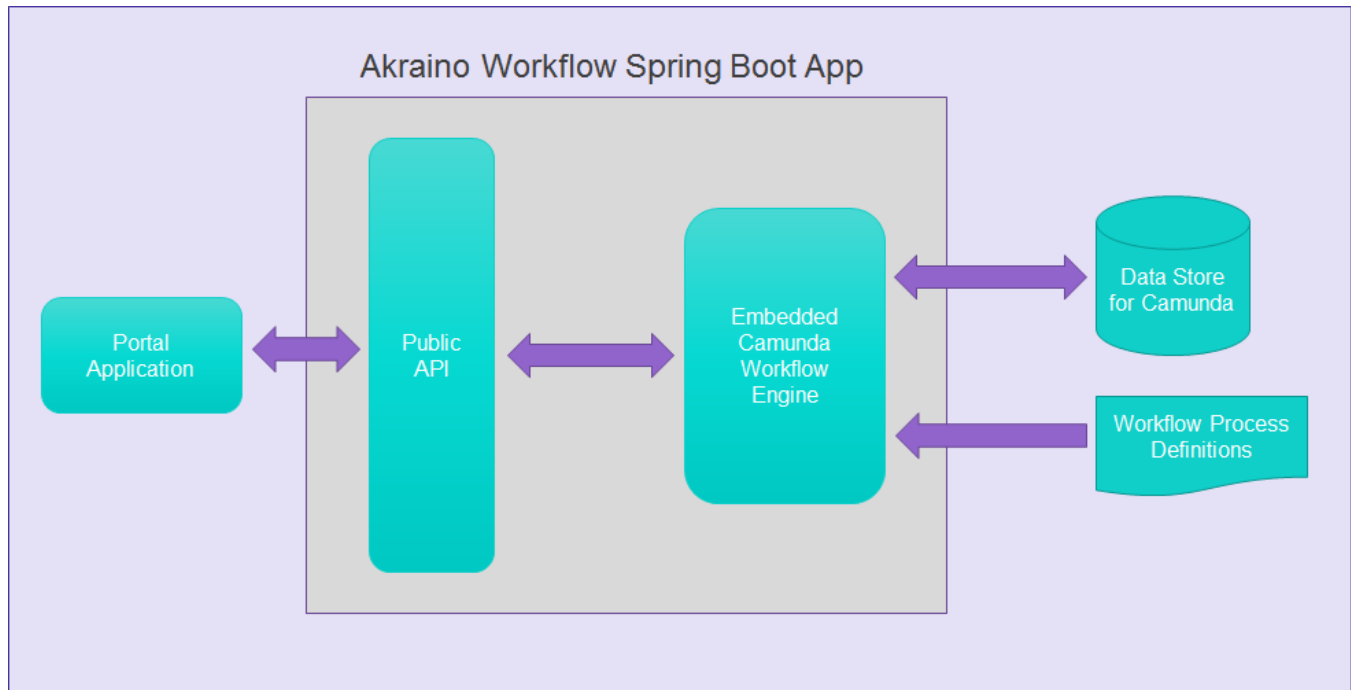 Akraino Workflow Spring Boot App
Portal
Application
Public
API
Embedded
Camunda
Workflow
Engine
Data Store
for Camunda
Workflow Process
Definitions